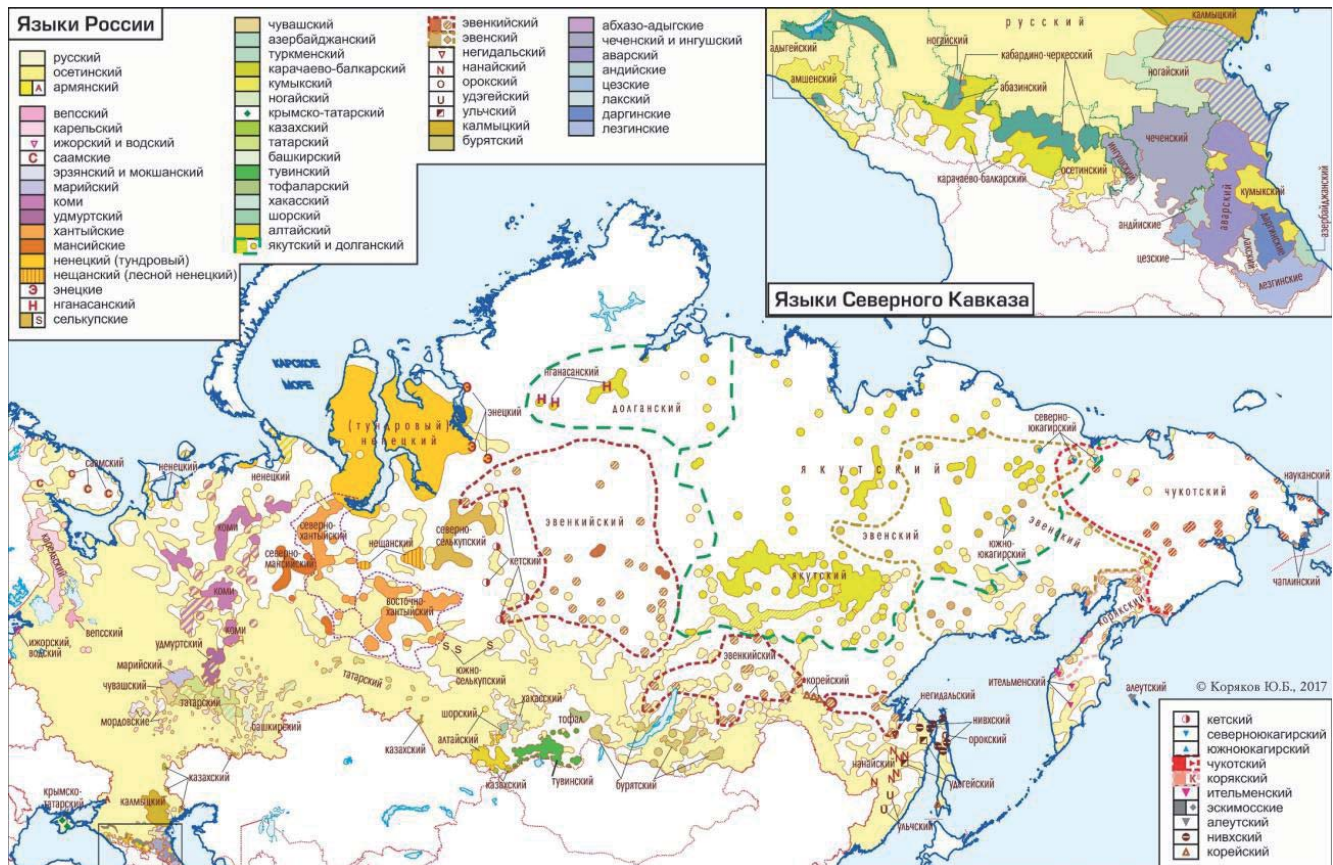 Языки России
русский
осетинский
А армянский
вепсский
карельский
ижорский и водский
С саамские
эрзянский и мокшанский
марийский
коми
удмуртский
хантыйские
мансийские
ненецкий (тундровый)
нещанский (лесной ненецкий)
Э энецкие
Н нганасанский
S селькупские
чувашский
азербайджанский
туркменский
карачаево-балкарский
кумыкский
ногайский
крымско-татарский
казахский
татарский
башкирский
тувинский
тофаларский
хакасский
шорский
алтайский
якутский и долганский
эвенкийский
эвенский
негидальский
N нанайский
О орокский
U удэгейский
ульчский
калмыцкий
бурятский
абхазо-адыгские
чеченский и ингушский
аварский
андийские
цезские
лакский
даргинские
лезгинские
русский
калмыцкий
адыгейский
ногайский
кабардино-черкесский
амшенский
абазинский
ногайский
чеченский
ингушский
карачаево-балкарский
осетинский
кумыкский
аварский
андийские
даргинские
азербайджанский
цезские
лакский
лезгинские
Языки Северного Кавказа
КАРСКОЕ
МОРЕ
нганасанский
Н Н Н
долганский
энецкий
Э
Э
Э
(тундровый)
ненецкий
северно-
юкагирский
якутский
чукотский
науканский
саамский
С С С С
ненецкий
ненецкий
коми
северно-
хантыйский
северно-
селькупский
эвенкийский
эвенский
эвенский
карельский
северно-
мансийский
нещанский
кетский
южно-
юкагирский
чаплинский
коми
якутский
корякский
восточно-
хантыйский
ижорский,
водский
вепсский
удмуртский
коми
S S S
южно-
селькупский
эвенкийский
корейский
ительменский
алеутский
марийский
чувашский
татарский
татарский
мордовские
башкирский
хакасский
шорский
тофал.
алтайский
негидальский
нивхский
орокский
казахский
казахский
казахский
тувинский
бурятский
нанайский
удэгейский
N N N N N
U U U
ульчский
крымско-
татарский
калмыцкий
© Коряков Ю.Б., 2017
кетский
северноюкагирский
южноюкагирский
чукотский
К корякский
ительменский
эскимосские
алеутский
нивхский
корейский